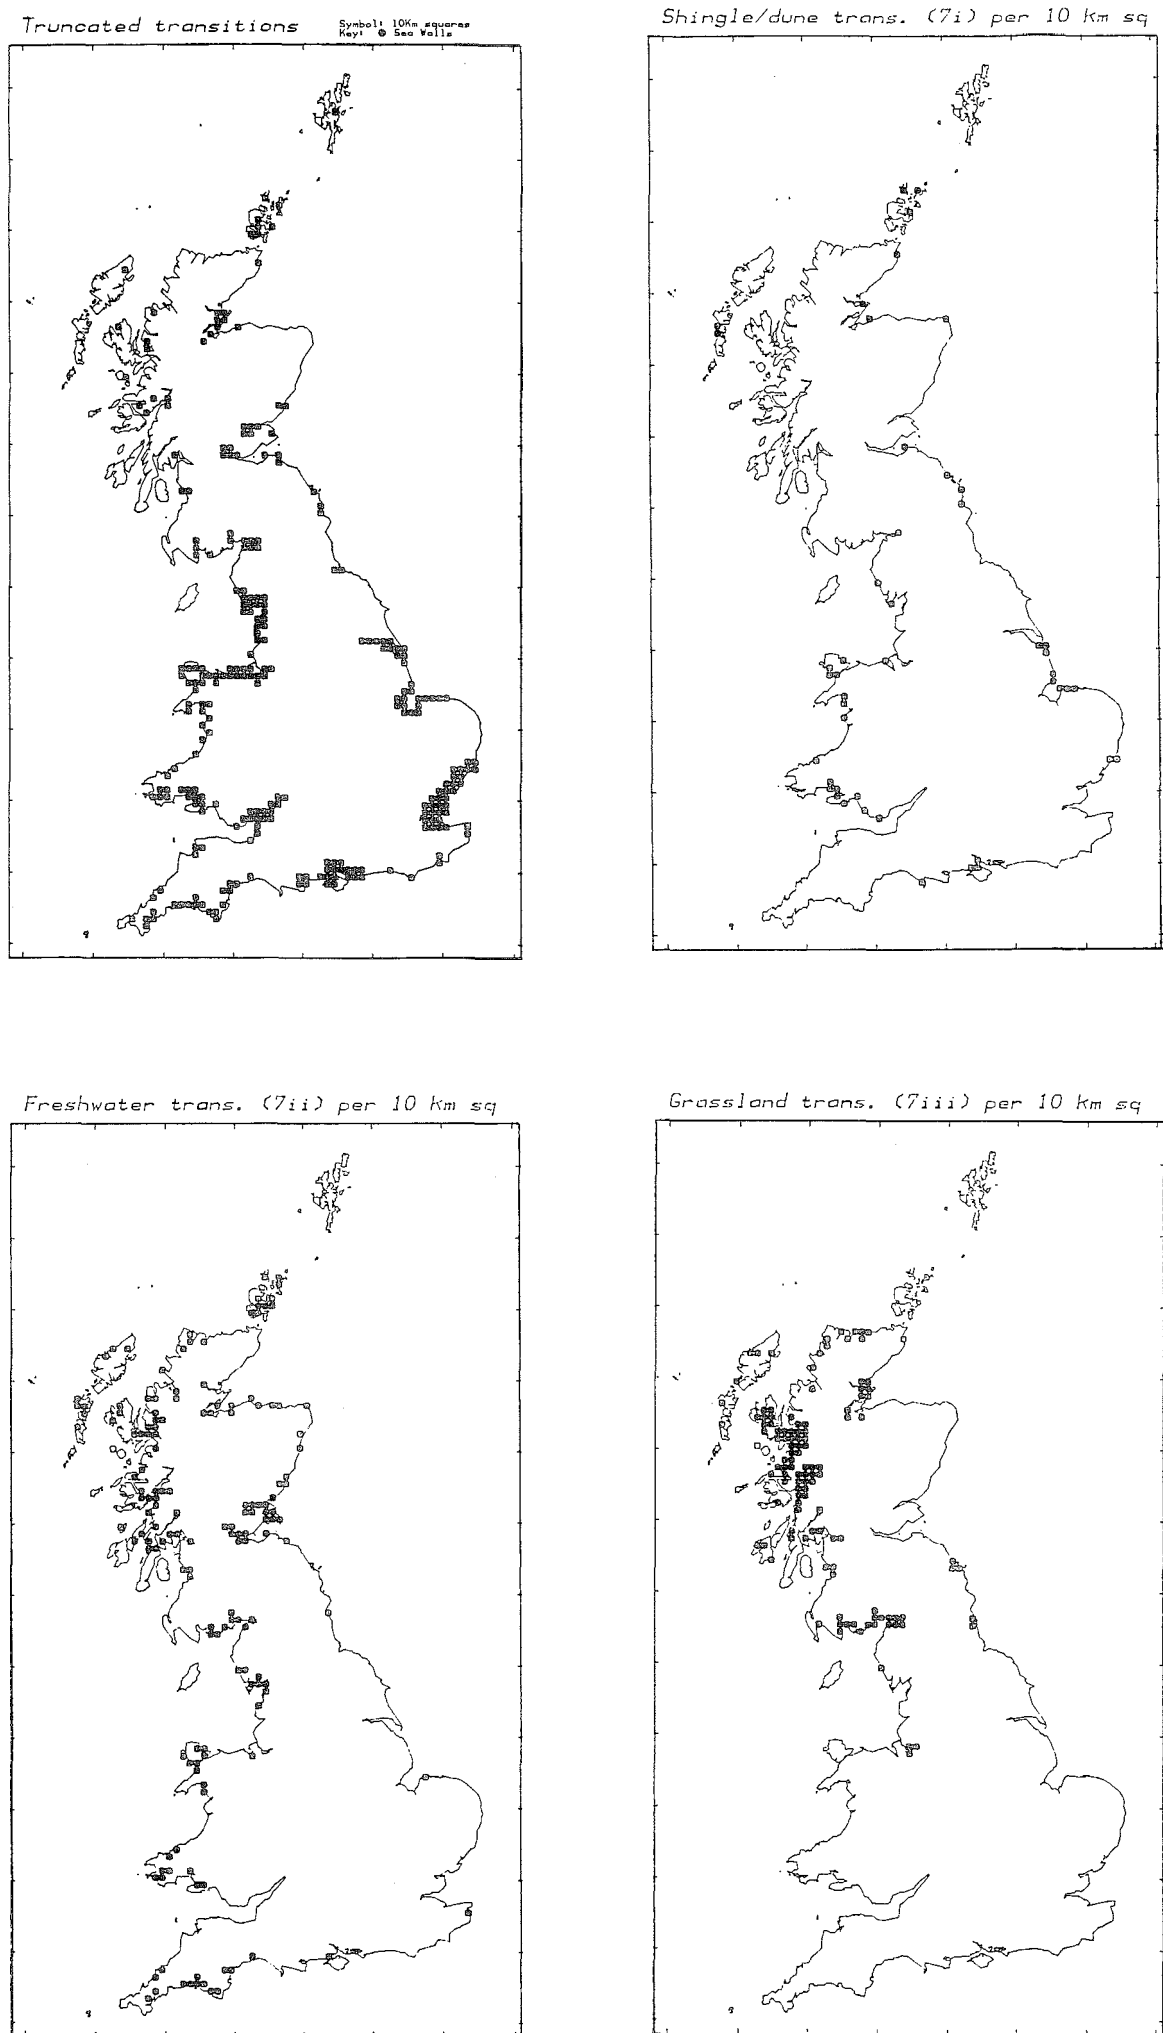 Truncated transitions
Symbol: 10Km squares
Key: Sea Walls
Shingle/dune trans. (7i) per 10 Km sq
Freshwater trans. (7ii) per 10 Km sq
Grassland trans. (7iii) per 10 Km sq